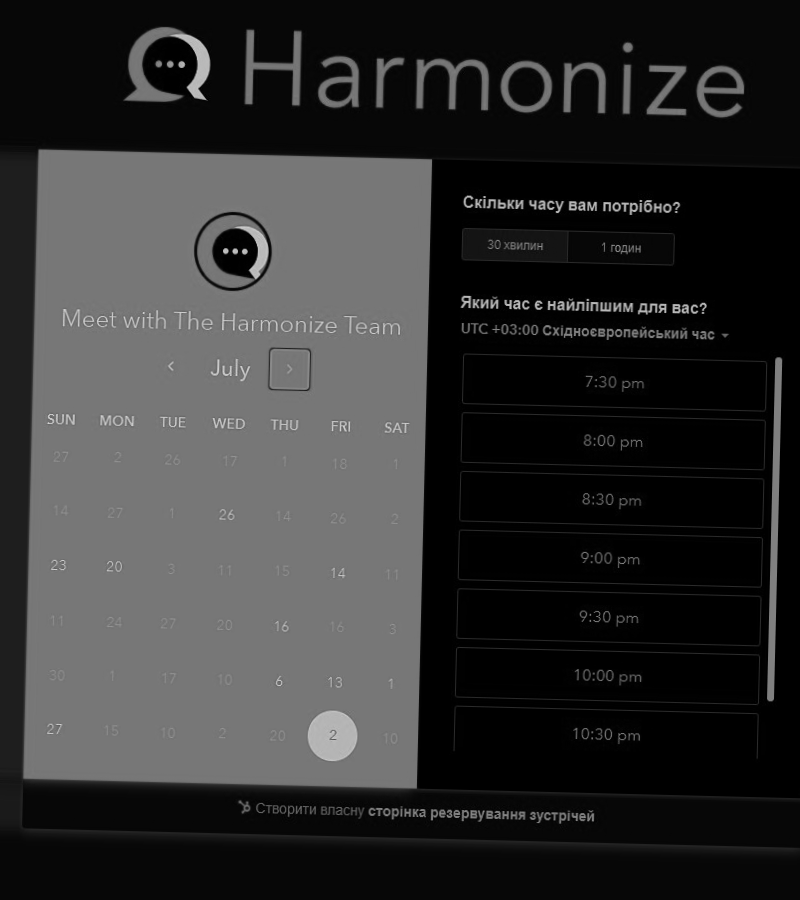 Harmonize
Meet with The Harmonize Team
July
SUN MON TUE WED THU FRI SAT
27 2 26 17 1 18 1
14 27 1 26 14 26 2
23 20 3 11 15 14 11
11 24 27 20 16 16 3
30 1 17 10 6 13 1
27 15 10 2 20 2 10
Скільки часу вам потрібно?
30 хвилин 1 годин
Який час є найліпшим для вас?
UTC +03:00 Східноєвропейський час
7:30 pm
8:00 pm
8:30 pm
9:00 pm
9:30 pm
10:00 pm
10:30 pm
Створити власну сторінка резервування зустрічей